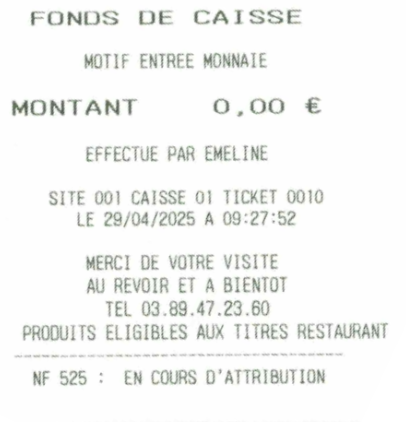 FONDS DE CAISSE
MOTIF ENTREE MONNAIE
MONTANT 0,00 €
EFFECTUE PAR EMELINE
SITE 001 CAISSE 01 TICKET 0010
LE 29/04/2025 A 09:27:52
MERCI DE VOTRE VISITE
AU REVOIR ET A BIENTOT
TEL 03.89.47.23.60
PRODUITS ELIGIBLES AUX TITRES RESTAURANT
----------------------------------------
NF 525 : EN COURS D'ATTRIBUTION